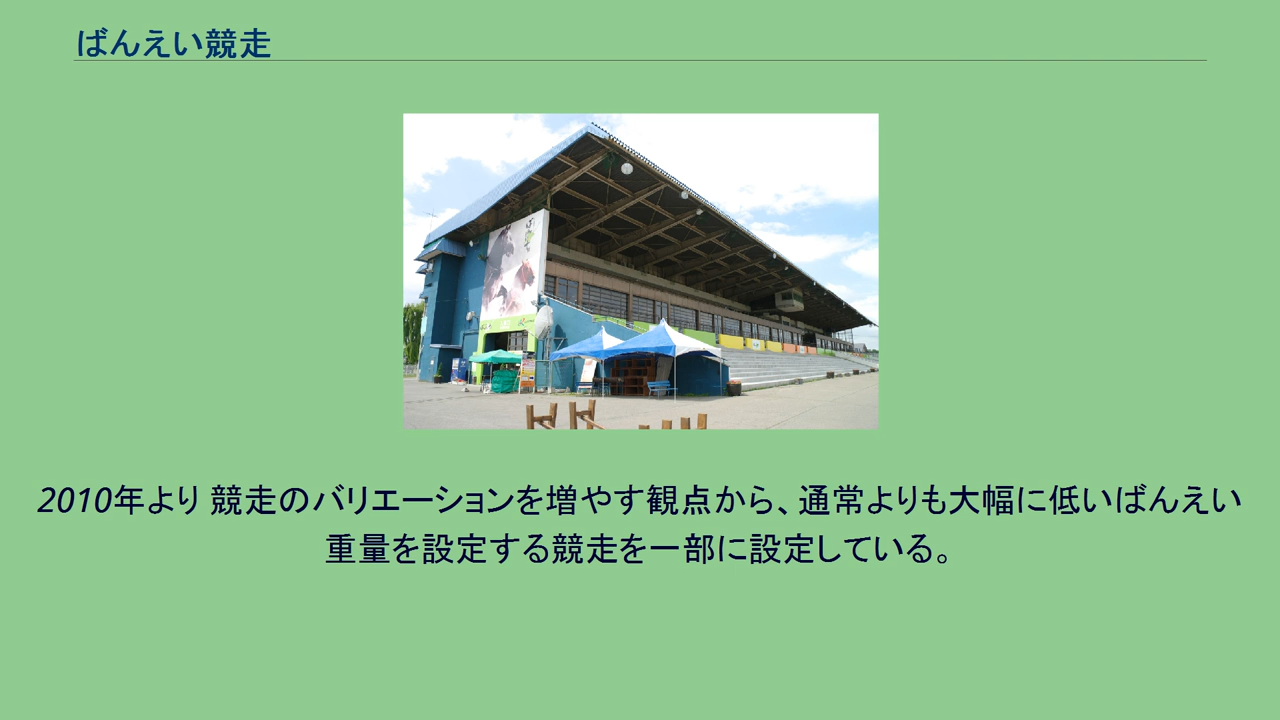 ばんえい競走
2010年より 競走のバリエーションを増やす観点から、通常よりも大幅に低いばんえい
重量を設定する競走を一部に設定している。